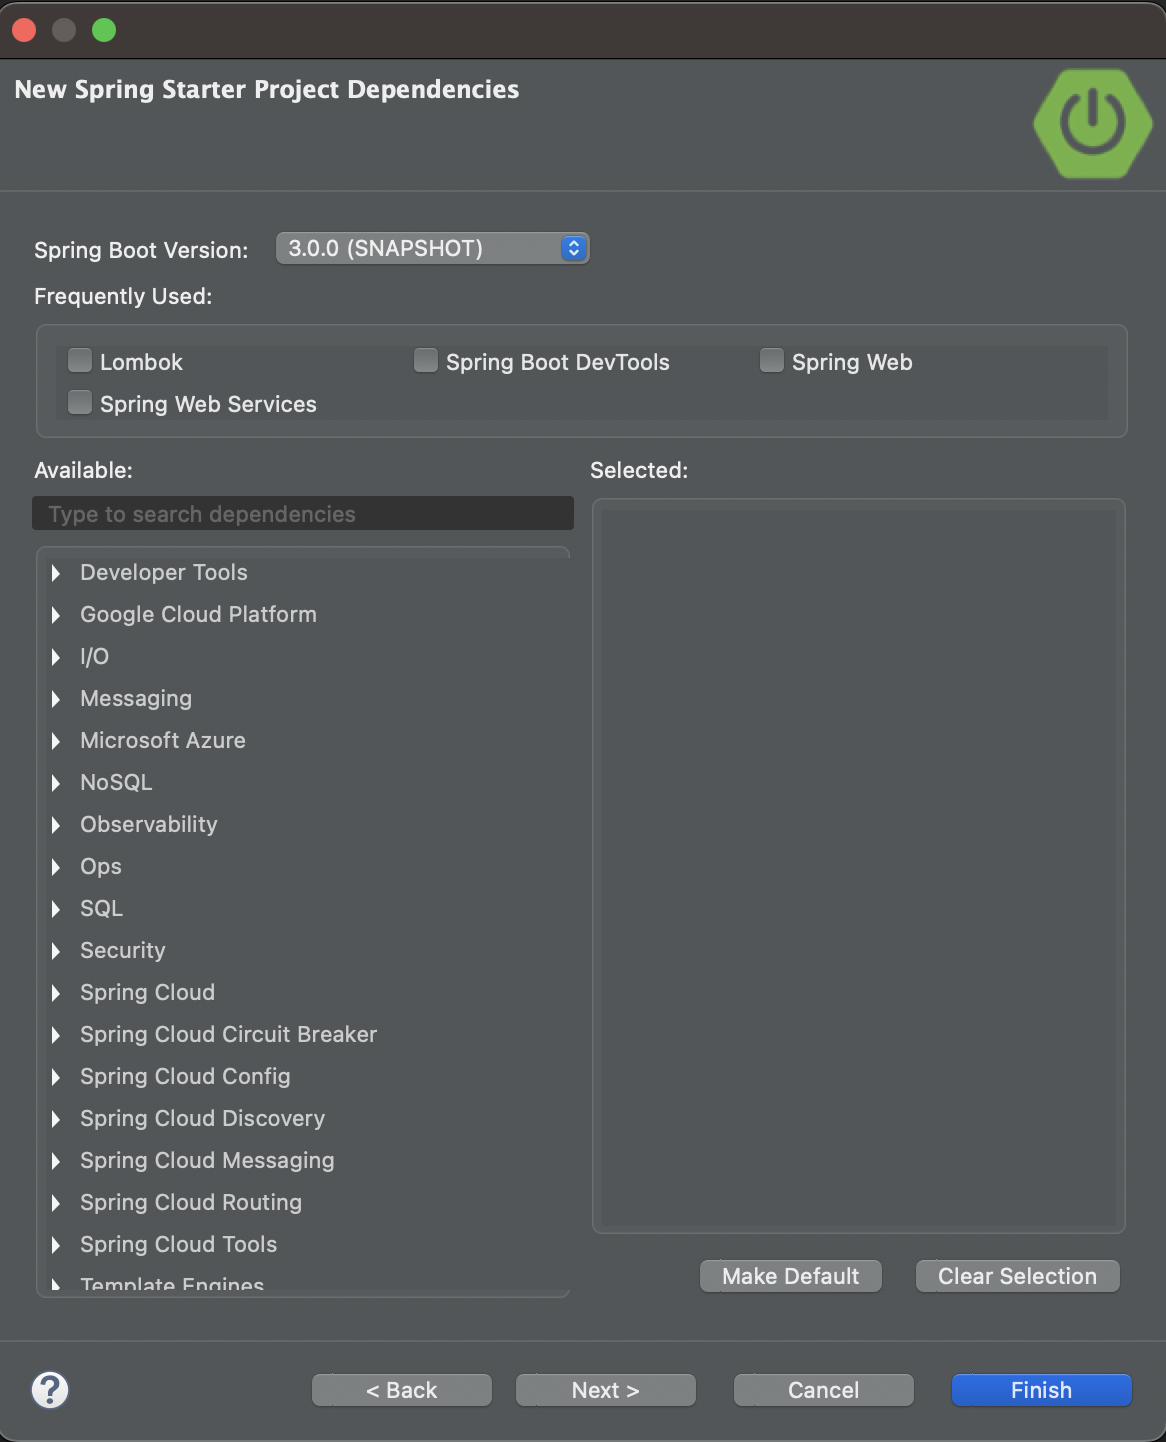 New Spring Starter Project Dependencies
Spring Boot Version: 3.0.0 (SNAPSHOT)
Frequently Used:
Lombok Spring Boot DevTools Spring Web
Spring Web Services
Available: Selected:
Type to search dependencies
Developer Tools
Google Cloud Platform
I/O
Messaging
Microsoft Azure
NoSQL
Observability
Ops
SQL
Security
Spring Cloud
Spring Cloud Circuit Breaker
Spring Cloud Config
Spring Cloud Discovery
Spring Cloud Messaging
Spring Cloud Routing
Spring Cloud Tools
Template Engines
Make Default Clear Selection
? < Back Next > Cancel Finish